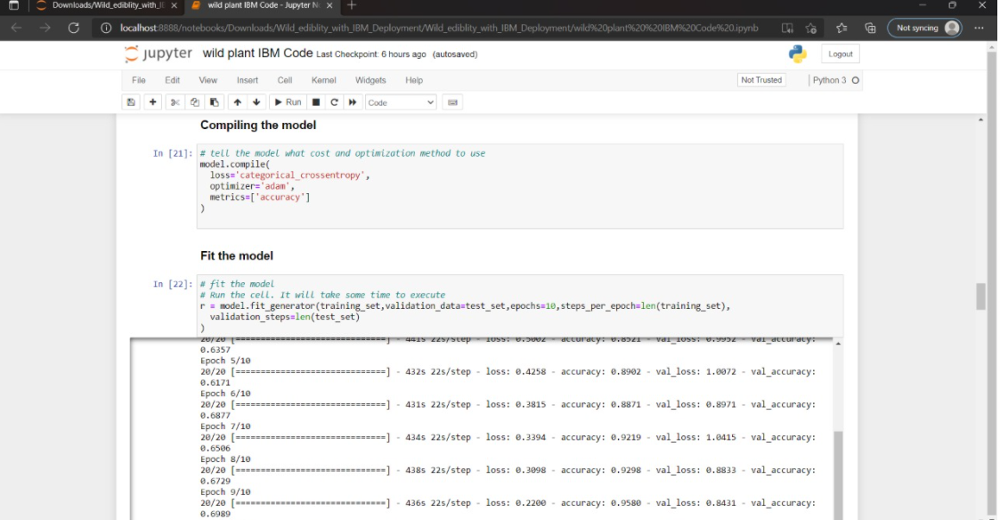 Downloads/Wild_ediblity_with_I
wild plant IBM Code - Jupyter No
localhost:8888/notebooks/Downloads/Wild_ediblity_with_IBM_Deployment/Wild_ediblity_with_IBM_Deployment/wild%20plant%20%20IBM%20Code%20.ipynb
Not syncing
jupyter wild plant IBM Code Last Checkpoint: 6 hours ago (autosaved)
Logout
File Edit View Insert Cell Kernel Widgets Help
Not Trusted
Python 3
Run
Code
Compiling the model
In [21]: # tell the model what cost and optimization method to use
model.compile(
loss='categorical_crossentropy',
optimizer='adam',
metrics=['accuracy']
)
Fit the model
In [22]: # fit the model
# Run the cell. It will take some time to execute
r = model.fit_generator(training_set,validation_data=test_set,epochs=10,steps_per_epoch=len(training_set),
validation_steps=len(test_set)
)
20/20 [==============================] - 441s 22s/step - loss: 0.5002 - accuracy: 0.8521 - val_loss: 0.9952 - val_accuracy:
0.6357
Epoch 5/10
20/20 [==============================] - 432s 22s/step - loss: 0.4258 - accuracy: 0.8902 - val_loss: 1.0072 - val_accuracy:
0.6171
Epoch 6/10
20/20 [==============================] - 431s 22s/step - loss: 0.3815 - accuracy: 0.8871 - val_loss: 0.8971 - val_accuracy:
0.6877
Epoch 7/10
20/20 [==============================] - 434s 22s/step - loss: 0.3394 - accuracy: 0.9219 - val_loss: 1.0415 - val_accuracy:
0.6506
Epoch 8/10
20/20 [==============================] - 438s 22s/step - loss: 0.3098 - accuracy: 0.9298 - val_loss: 0.8833 - val_accuracy:
0.6729
Epoch 9/10
20/20 [==============================] - 436s 22s/step - loss: 0.2200 - accuracy: 0.9580 - val_loss: 0.8431 - val_accuracy:
0.6989